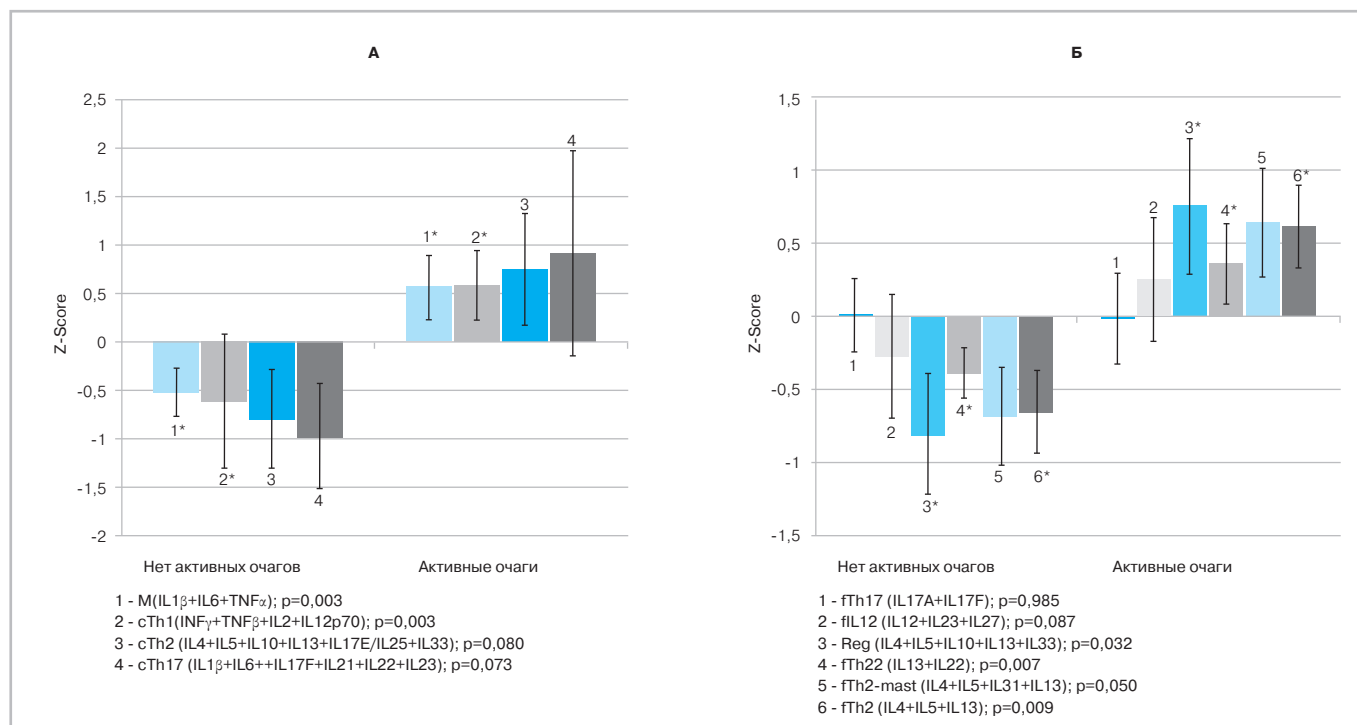 А
Z-Score
2,5
2
1,5
1
0,5
0
-0,5
-1
-1,5
-2
1*
2*
3
4
1*
2*
3
4
Нет активных очагов
Активные очаги
1 - M(IL1β+IL6+TNFα); p=0,003
2 - cTh1(INFγ+TNFβ+IL2+IL12p70); p=0,003
3 - cTh2 (IL4+IL5+IL10+IL13+IL17E/IL25+IL33); p=0,080
4 - cTh17 (IL1β+IL6++IL17F+IL21+IL22+IL23); p=0,073
Б
Z-Score
1,5
1
0,5
0
-0,5
-1
-1,5
1
2
3*
4*
5
6*
1
2
3*
4*
5
6*
Нет активных очагов
Активные очаги
1 - fTh17 (IL17A+IL17F); p=0,985
2 - fIL12 (IL12+IL23+IL27); p=0,087
3 - Reg (IL4+IL5+IL10+IL13+IL33); p=0,032
4 - fTh22 (IL13+IL22); p=0,007
5 - fTh2-mast (IL4+IL5+IL31+IL13); p=0,050
6 - fTh2 (IL4+IL5+IL13); p=0,009